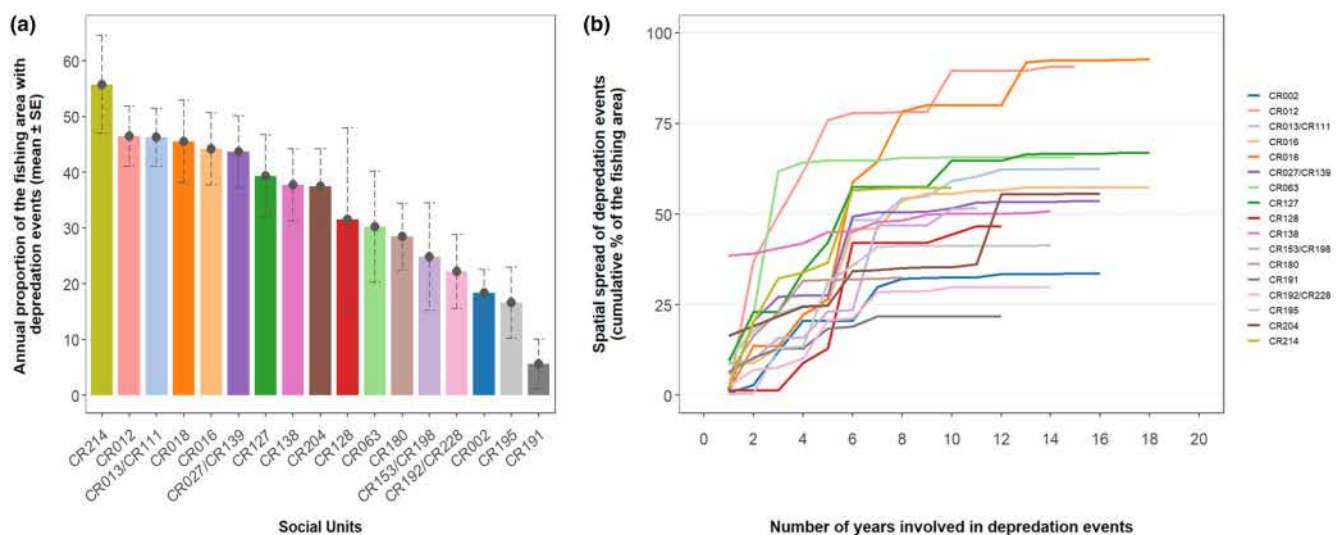 (a)
Annual proportion of the fishing area with
depredation events (mean ± SE)
60
50
40
30
20
10
0
CR214
CR012
CR013/CR111
CR018
CR016
CR027/CR139
CR127
CR138
CR204
CR128
CR063
CR180
CR153/CR198
CR192/CR228
CR002
CR195
CR191
Social Units
(b)
Spatial spread of depredation events
(cumulative % of the fishing area)
100
75
50
25
0
0 2 4 6 8 10 12 14 16 18 20
Number of years involved in depredation events
CR002
CR012
CR013/CR111
CR016
CR018
CR027/CR139
CR063
CR127
CR128
CR138
CR153/CR198
CR180
CR191
CR192/CR228
CR195
CR204
CR214